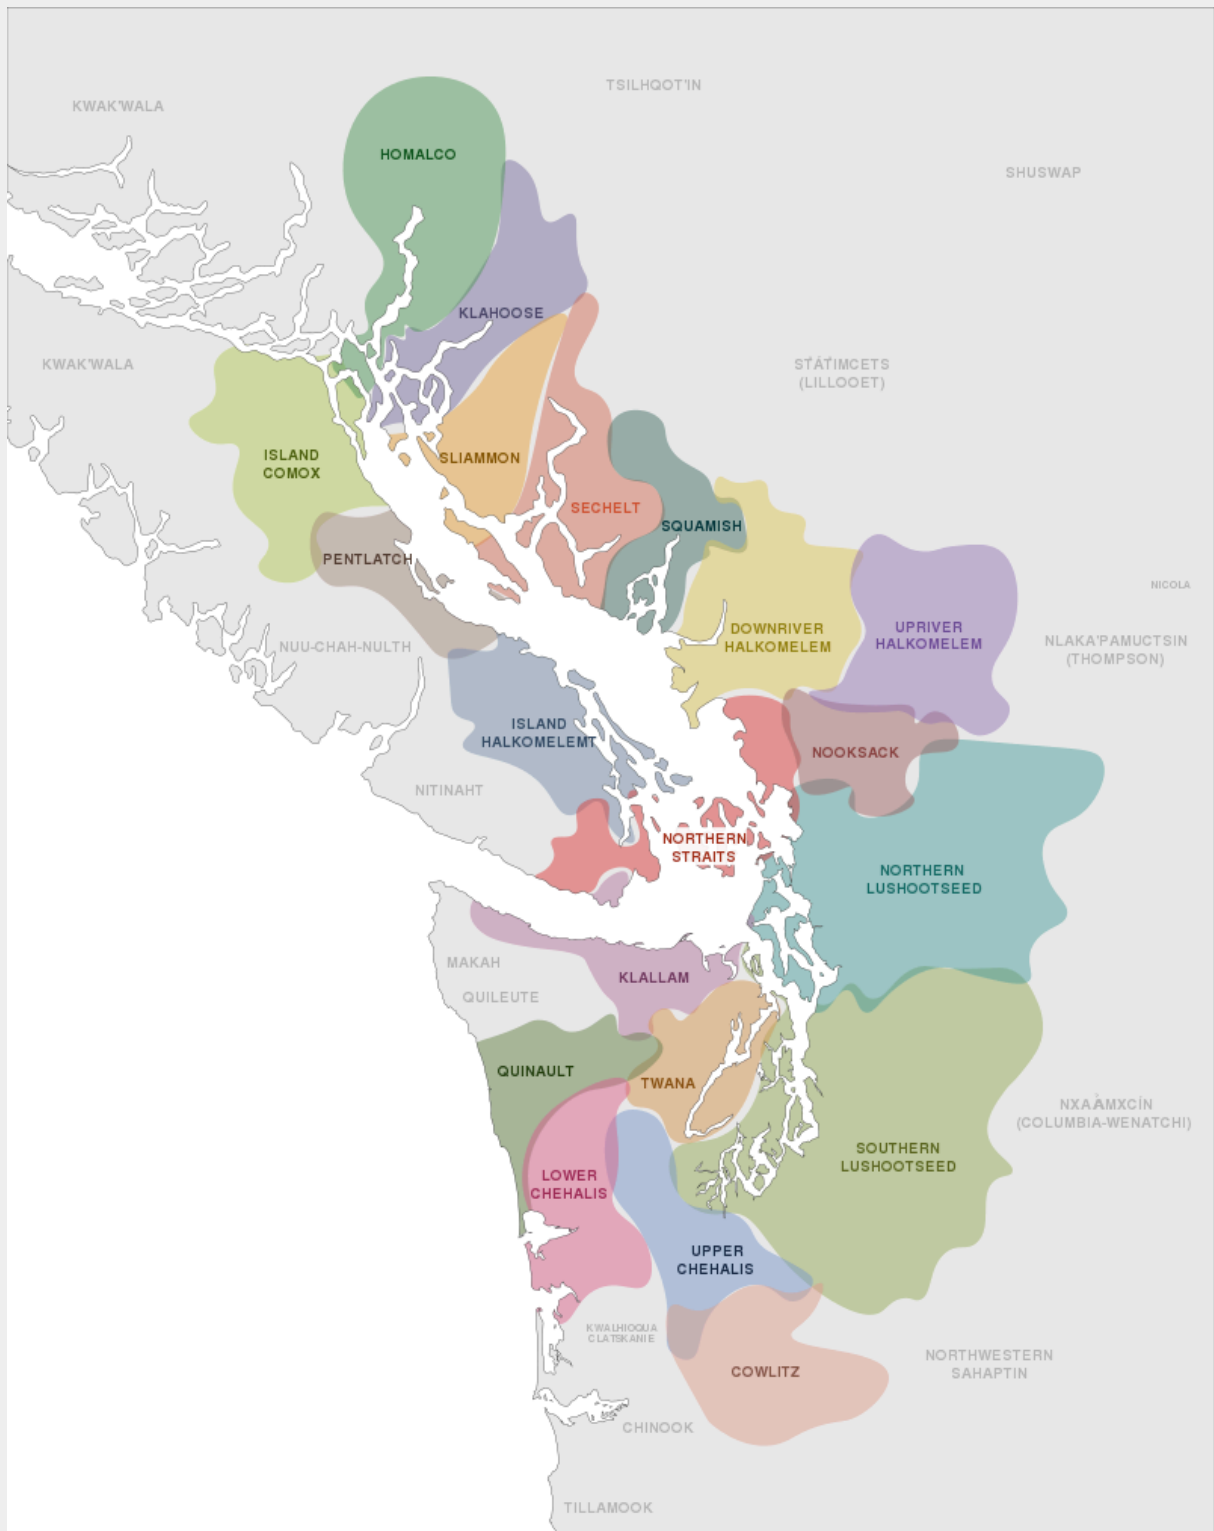 TSILHQOT'IN
KWAK'WALA
HOMALCO
SHUSWAP
KLAHOOSE
KWAK'WALA
(LILLOOET)
ISLAND
COMOX
SLIAMMON
SECHELT
SQUAMISH
PENTLATCH
NICOLA
DOWNRIVER
HALKOMELEM
UPRIVER
HALKOMELEM
NUU-CHAH-NULTH
NLAKA'PAMUCTSIN
(THOMPSON)
ISLAND
HALKOMELEMT
NOOKSACK
NITINAHT
NORTHERN
STRAITS
NORTHERN
LUSHOOTSEED
MAKAH
KLALLAM
QUILEUTE
QUINAULT
TWANA
(COLUMBIA-WENATCHI)
SOUTHERN
LUSHOOTSEED
LOWER
CHEHALIS
UPPER
CHEHALIS
KWALHIOQUA
CLATSKANIE
NORTHWESTERN
SAHAPTIN
COWLITZ
CHINOOK
TILLAMOOK